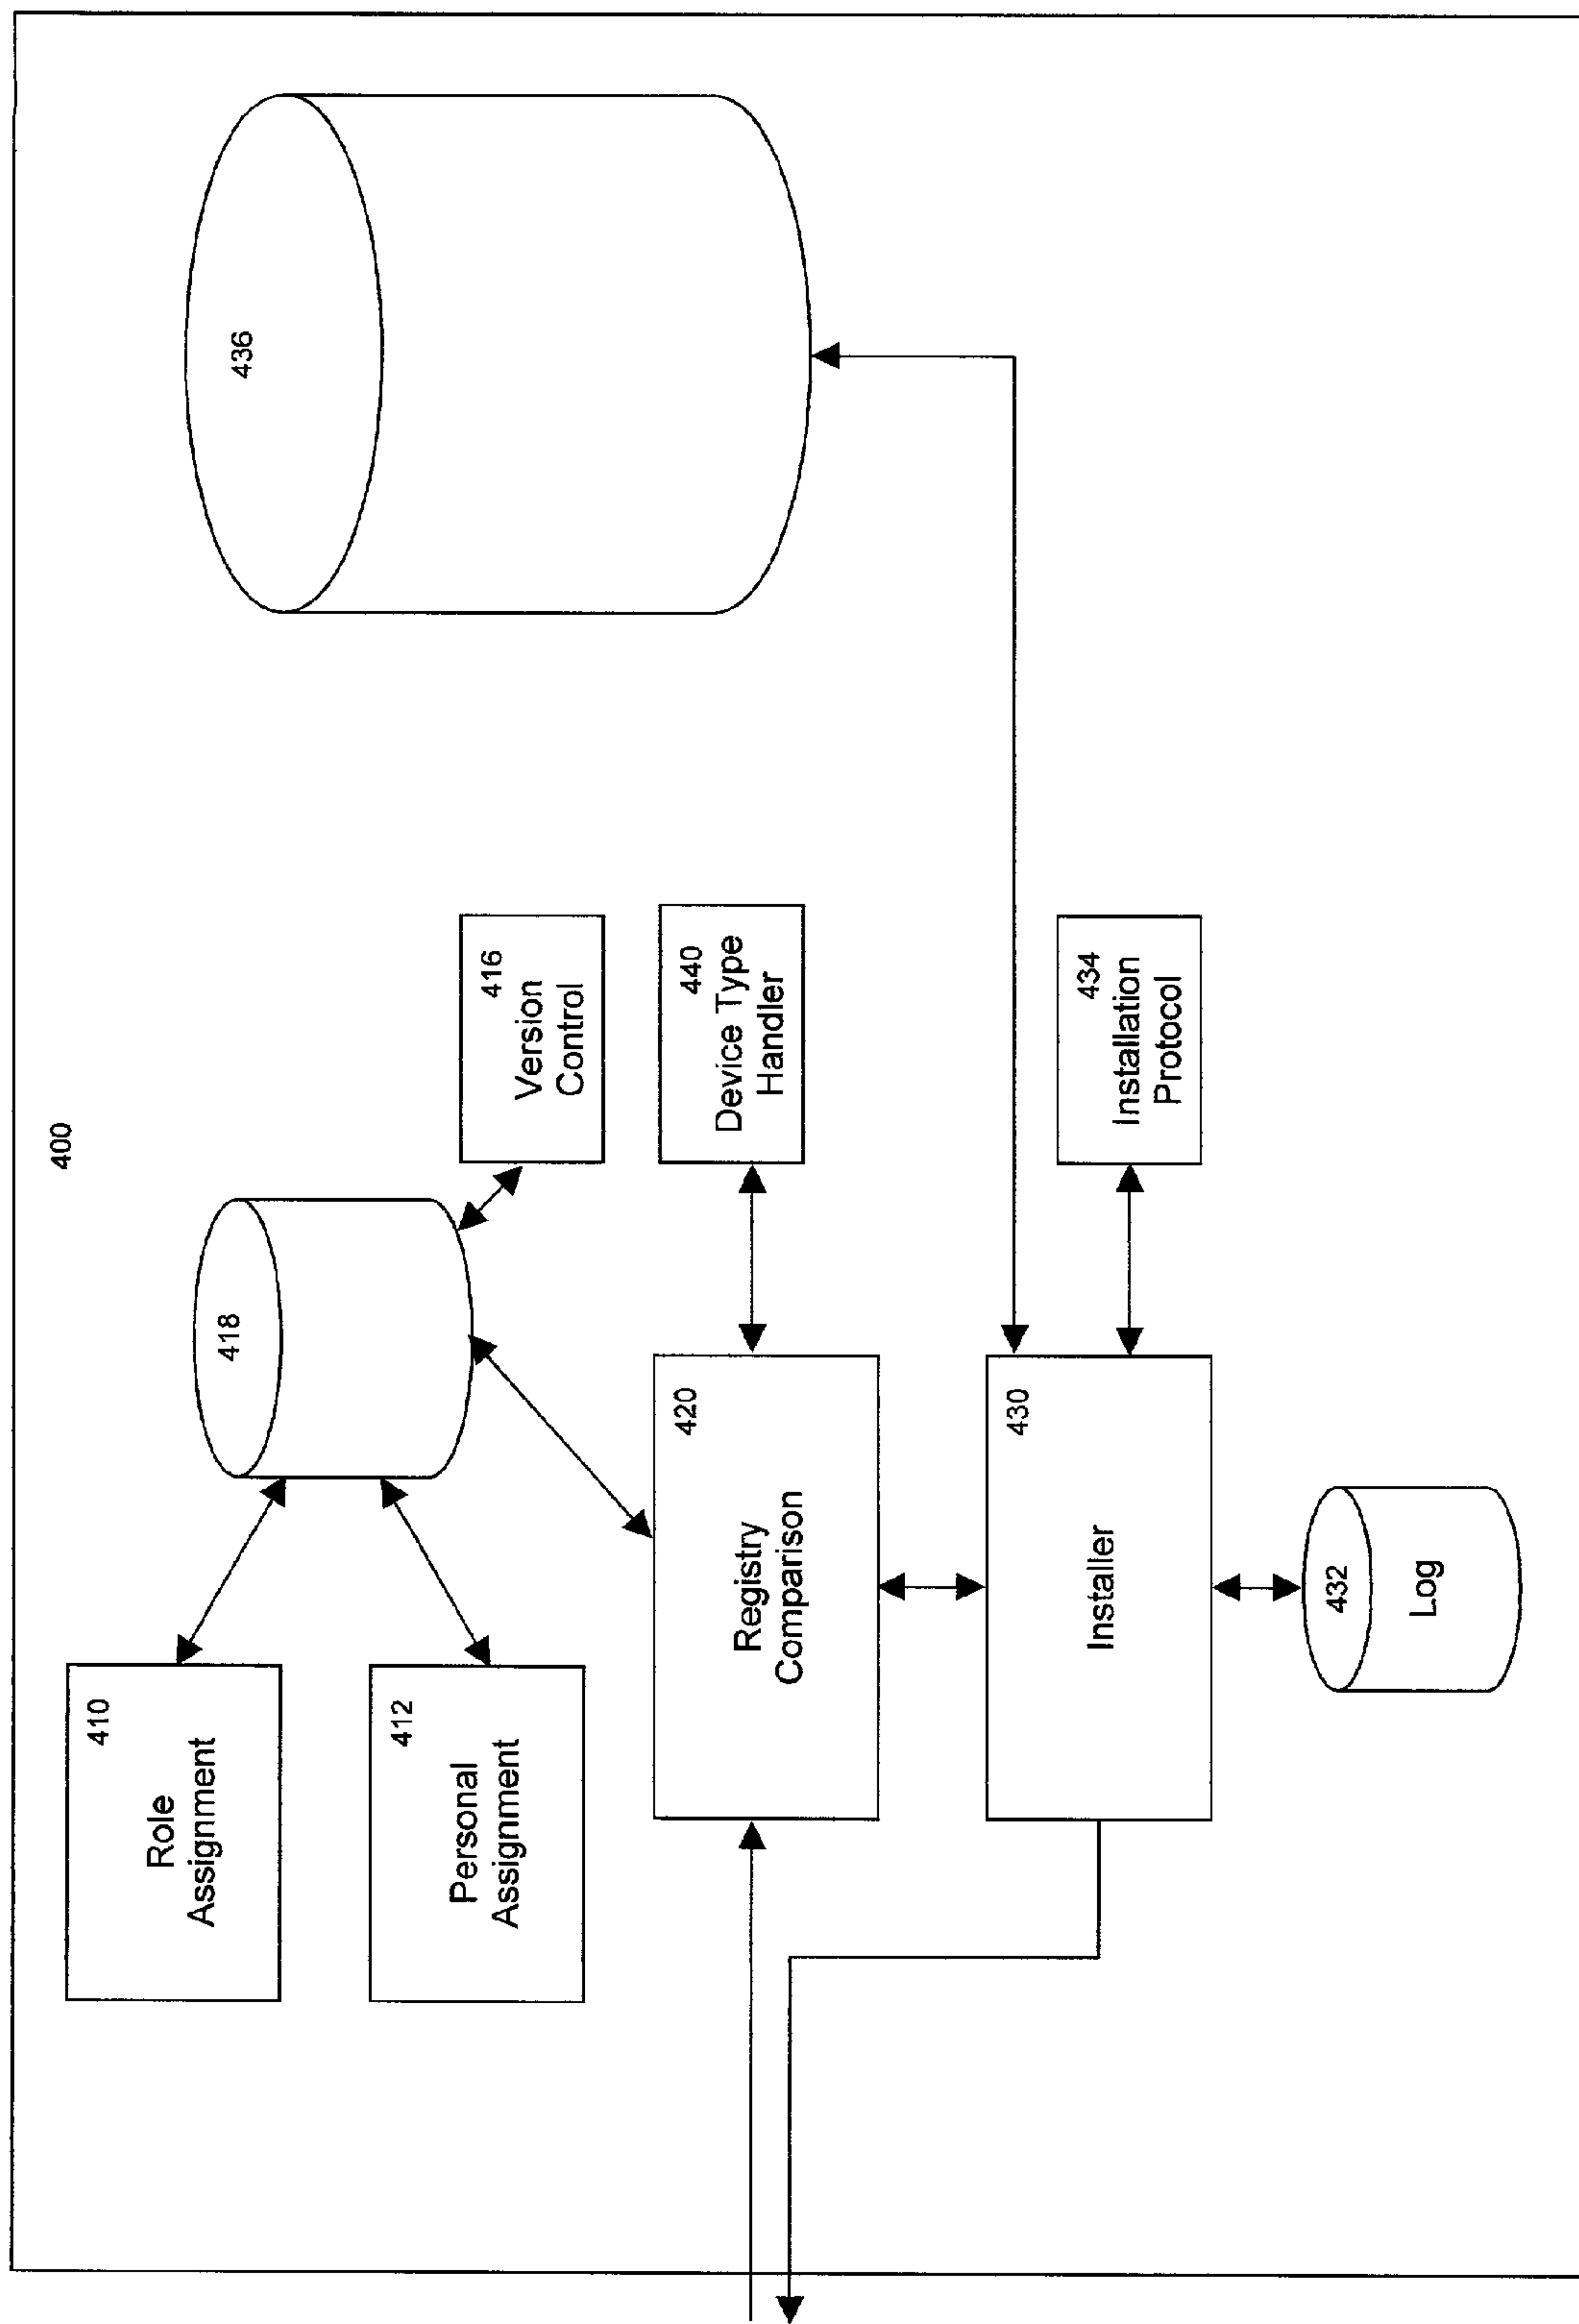 400
410
Role
Assignment
412
Personal
Assignment
418
416
Version
Control
436
420
Registry
Comparison
440
Device Type
Handler
430
Installer
434
Installation
Protocol
432
Log